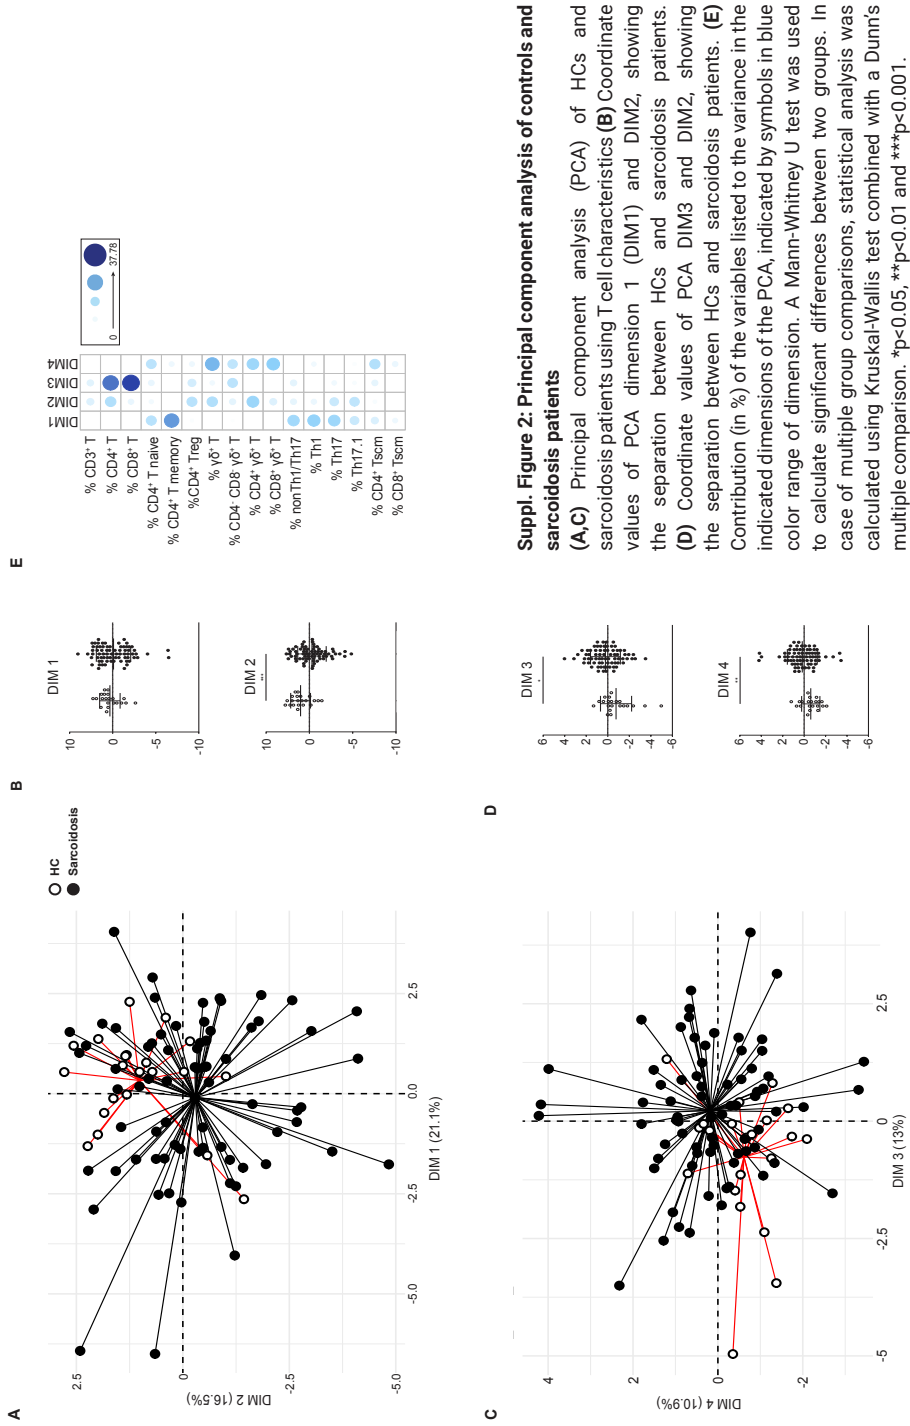 A
HC
Sarcoidosis
2.5
0
-2.5
-5.0
DIM 2 (16.5%)
-5.0
-2.5
0.0
2.5
DIM 1 (21.1%)
B
DIM 1
10
0
-10
DIM 2
***
10
0
-10
C
4
2
0
-2
DIM 4 (10.9%)
-5
-2.5
0
2.5
DIM 3 (13%)
D
DIM 3
*
6
4
2
0
-2
-4
-6
DIM 4
**
6
4
2
0
-2
-4
-6
E
DIM1
DIM2
DIM3
DIM4
% CD3⁺ T
% CD4⁺ T
% CD8⁺ T
% CD4⁺ T naive
% CD4⁺ T memory
%CD4⁺ Treg
% γδ⁺ T
% CD4⁻ CD8⁻ γδ⁺ T
% CD4⁺ γδ⁺ T
% CD8⁺ γδ⁺ T
% nonTh1/Th17
% Th1
% Th17
% Th17.1
% CD4⁺ Tscm
% CD8⁺ Tscm
0
37.78
Suppl. Figure 2: Principal component analysis of controls and
sarcoidosis patients
(A,C) Principal component analysis (PCA) of HCs and
sarcoidosis patients using T cell characteristics (B) Coordinate
values of PCA dimension 1 (DIM1) and DIM2, showing
the separation between HCs and sarcoidosis patients.
(D) Coordinate values of PCA DIM3 and DIM2, showing
the separation between HCs and sarcoidosis patients. (E)
Contribution (in %) of the variables listed to the variance in the
indicated dimensions of the PCA, indicated by symbols in blue
color range of dimension. A Mann-Whitney U test was used
to calculate significant differences between two groups. In
case of multiple group comparisons, statistical analysis was
calculated using Kruskal-Wallis test combined with a Dunn’s
multiple comparison. *p<0.05, **p<0.01 and ***p<0.001.